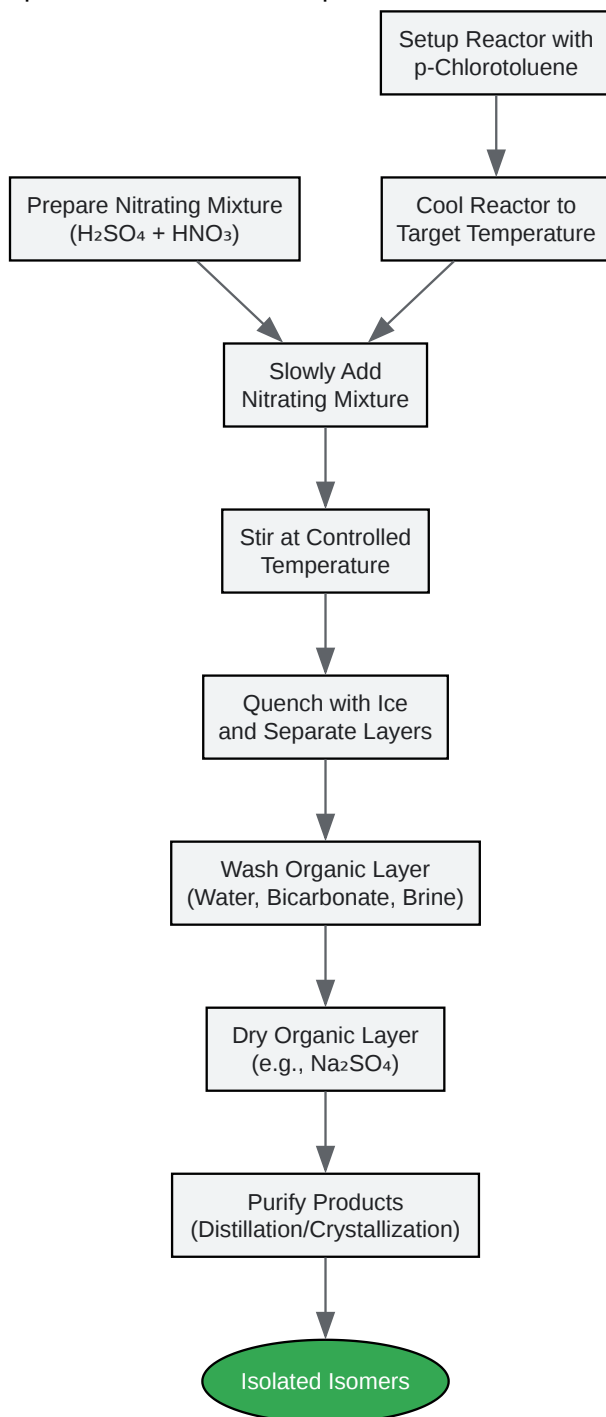 Setup Reactor with
p-Chlorotoluene
Prepare Nitrating Mixture
(H₂SO₄ + HNO₃)
Cool Reactor to
Target Temperature
Slowly Add
Nitrating Mixture
Stir at Controlled
Temperature
Quench with Ice
and Separate Layers
Wash Organic Layer
(Water, Bicarbonate, Brine)
Dry Organic Layer
(e.g., Na₂SO₄)
Purify Products
(Distillation/Crystallization)
Isolated Isomers